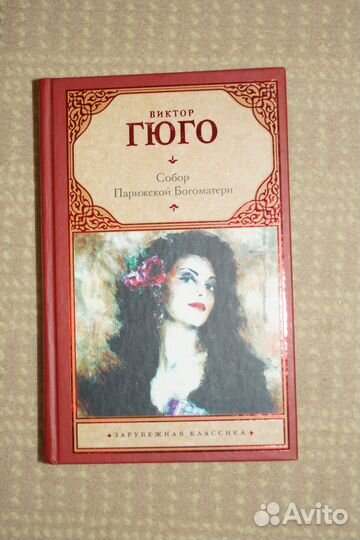 ВИКТОР
ГЮГО
Собор
Парижской Богоматери
ЗАРУБЕЖНАЯ КЛАССИКА
Avito